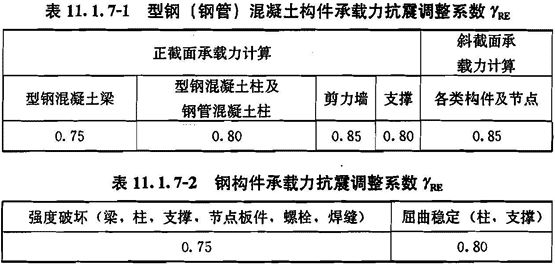 表 11.1.7-1 型钢（钢管）混凝土构件承载力抗震调整系数 γRE
正截面承载力计算
斜截面承
载力计算
型钢混凝土梁
型钢混凝土柱及
钢管混凝土柱
剪力墙
支撑
各类构件及节点
0.75
0.80
0.85
0.80
0.85
表 11.1.7-2 钢构件承载力抗震调整系数 γRE
强度破坏（梁，柱，支撑，节点板件，螺栓，焊缝）
屈曲稳定（柱，支撑）
0.75
0.80